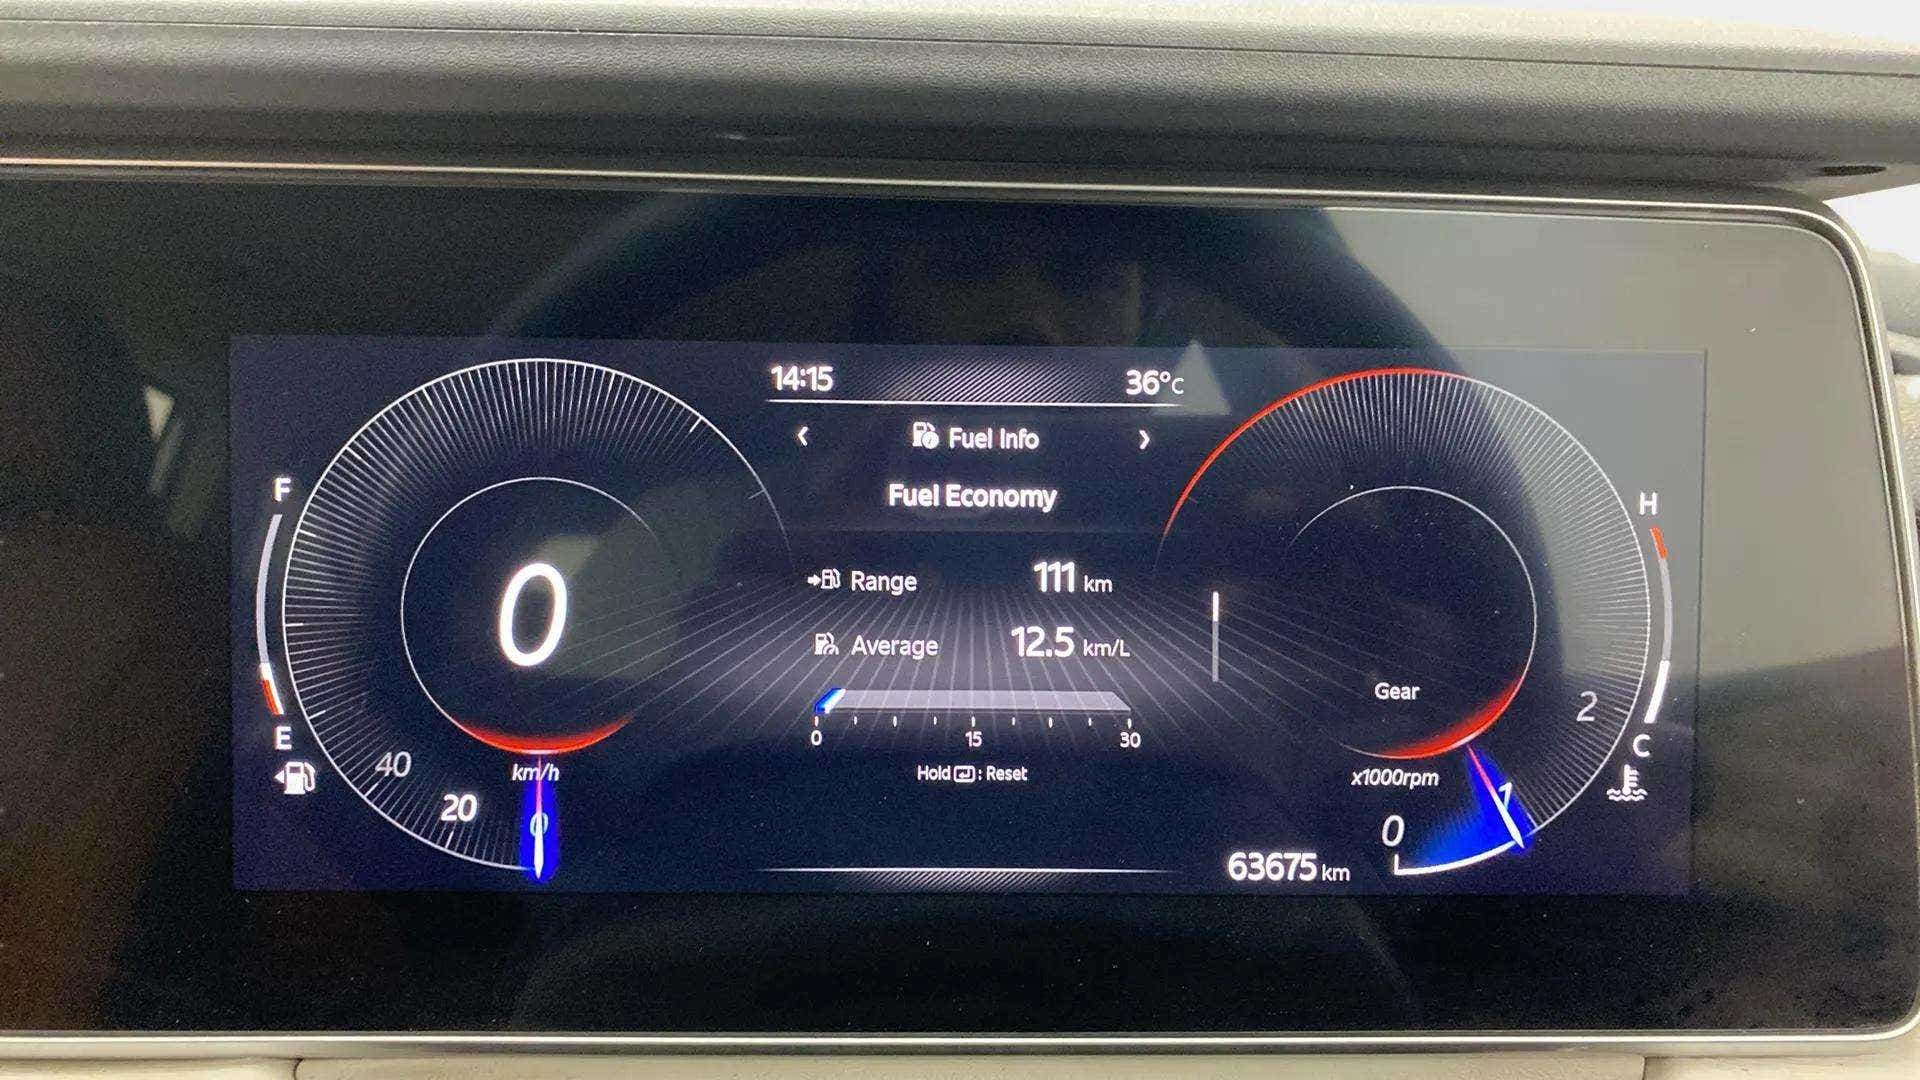 14:15 36°C
‹ Fuel Info ›
Fuel Economy
F
H
Range 111 km
Average 12.5 km/L
0
Gear
2
E
C
0 15 30
40
km/h
Hold : Reset
x1000rpm
20
0
1
0
63675 km